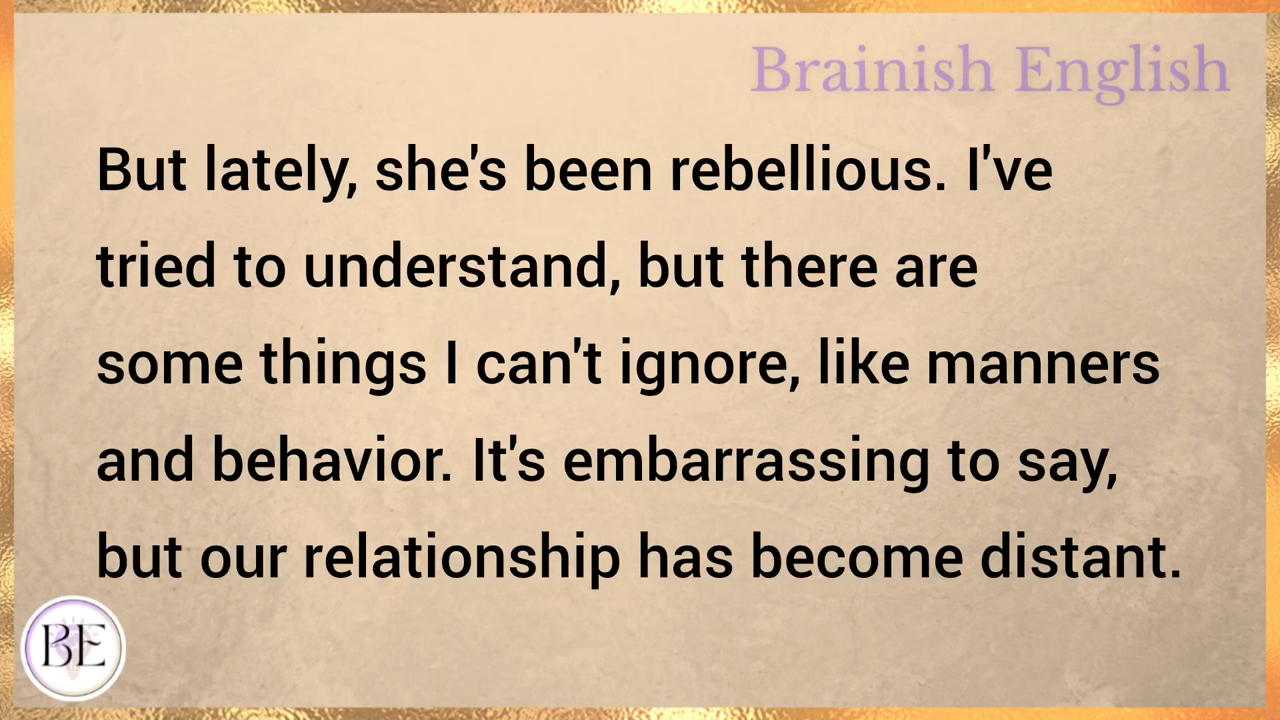 Brainish English
But lately, she's been rebellious. I've
tried to understand, but there are
some things I can't ignore, like manners
and behavior. It's embarrassing to say,
but our relationship has become distant.
BE